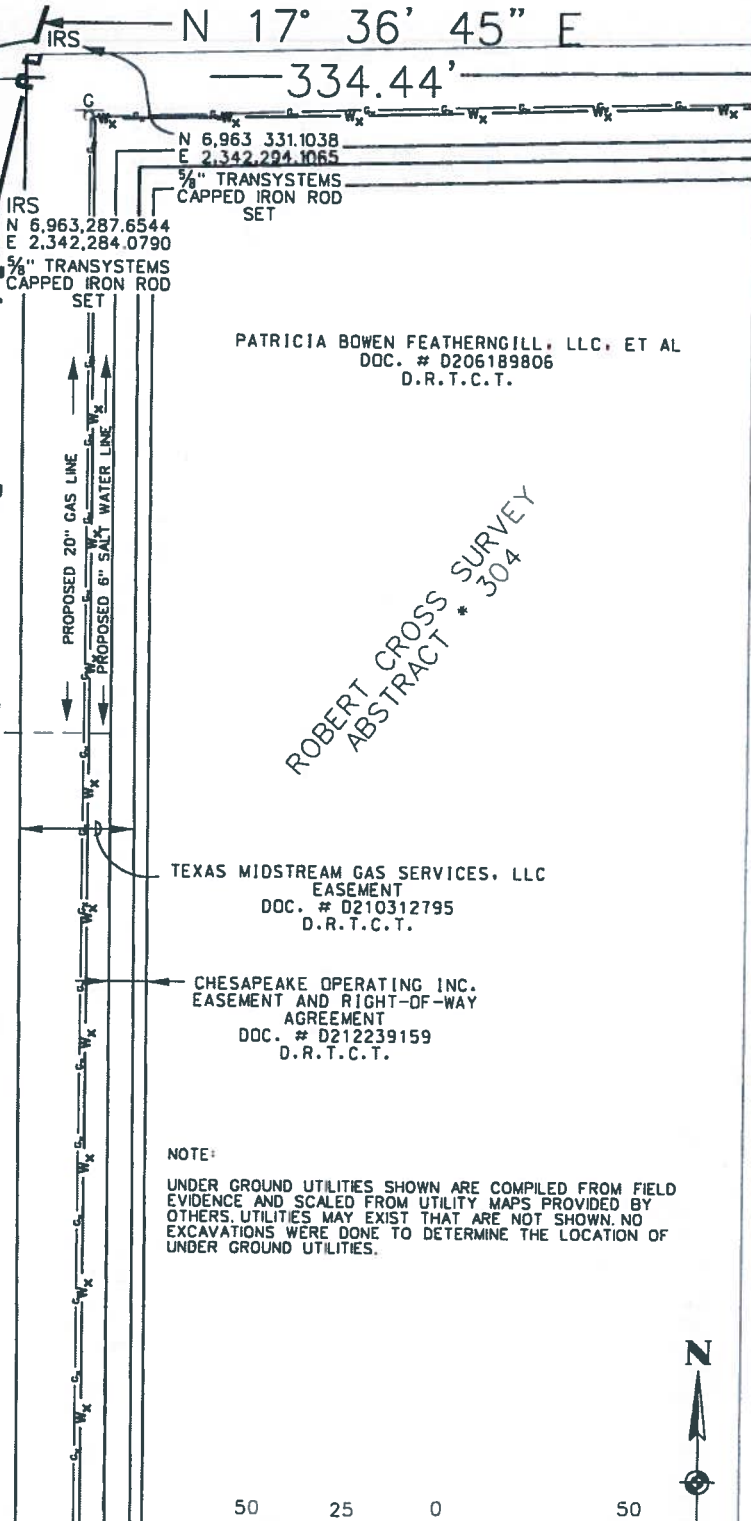 N 17° 36' 45" E
IRS
334.44'
G
N 6,963 331.1038
E 2,342,294.1065
5/8" TRANSYSTEMS
CAPPED IRON ROD
SET
IRS
N 6,963,287.6544
E 2,342,284.0790
5/8" TRANSYSTEMS
CAPPED IRON ROD
SET
PATRICIA BOWEN FEATHERNGILL, LLC, ET AL
DOC. # D206189806
D.R.T.C.T.
PROPOSED 20" GAS LINE
PROPOSED 6" SALT WATER LINE
ROBERT CROSS SURVEY
ABSTRACT * 304
TEXAS MIDSTREAM GAS SERVICES, LLC
EASEMENT
DOC. # D210312795
D.R.T.C.T.
CHESAPEAKE OPERATING INC.
EASEMENT AND RIGHT-OF-WAY
AGREEMENT
DOC. # D212239159
D.R.T.C.T.
NOTE:
UNDER GROUND UTILITIES SHOWN ARE COMPILED FROM FIELD
EVIDENCE AND SCALED FROM UTILITY MAPS PROVIDED BY
OTHERS. UTILITIES MAY EXIST THAT ARE NOT SHOWN. NO
EXCAVATIONS WERE DONE TO DETERMINE THE LOCATION OF
UNDER GROUND UTILITIES.
N
50 25 0 50